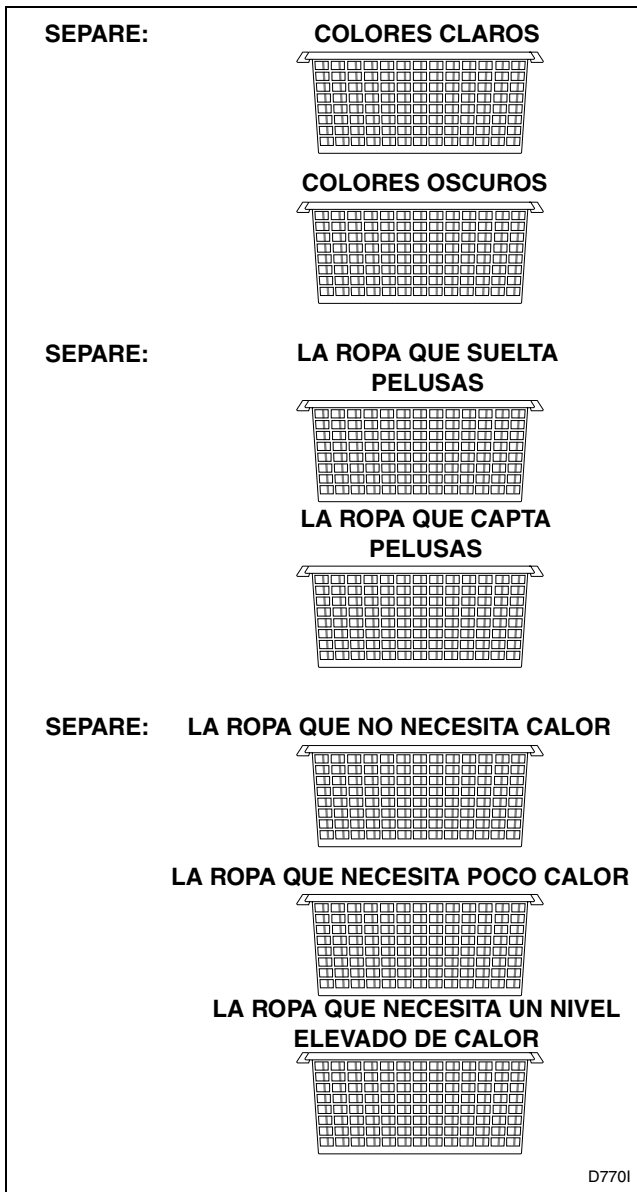 SEPARE: COLORES CLAROS
COLORES OSCUROS
SEPARE: LA ROPA QUE SUELTA
PELUSAS
LA ROPA QUE CAPTA
PELUSAS
SEPARE: LA ROPA QUE NO NECESITA CALOR
LA ROPA QUE NECESITA POCO CALOR
LA ROPA QUE NECESITA UN NIVEL
ELEVADO DE CALOR
D770I